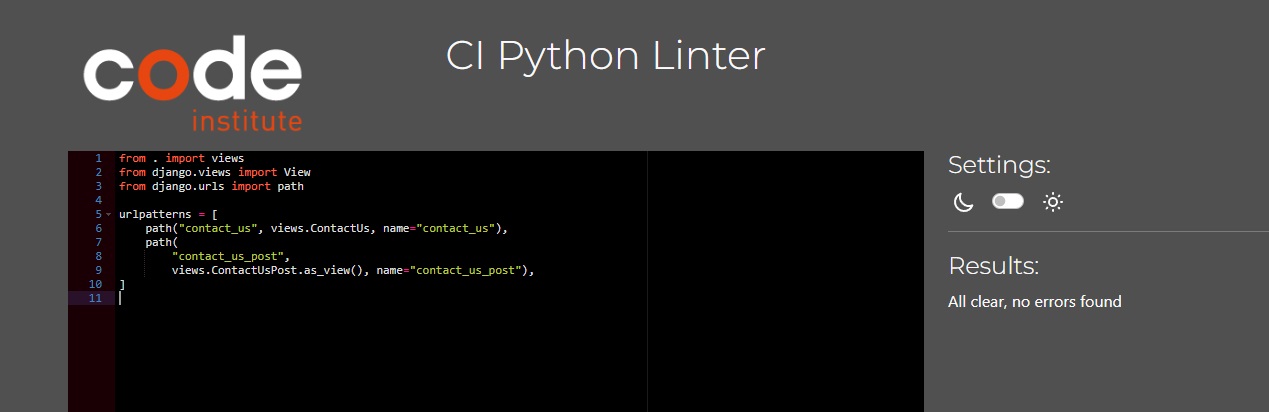 code
institute
CI Python Linter
1 from . import views
2 from django.views import View
3 from django.urls import path
4
5 urlpatterns = [
6     path("contact_us", views.ContactUs, name="contact_us"),
7     path(
8         "contact_us_post",
9         views.ContactUsPost.as_view(), name="contact_us_post"),
10 ]
11
Settings:
Results:
All clear, no errors found